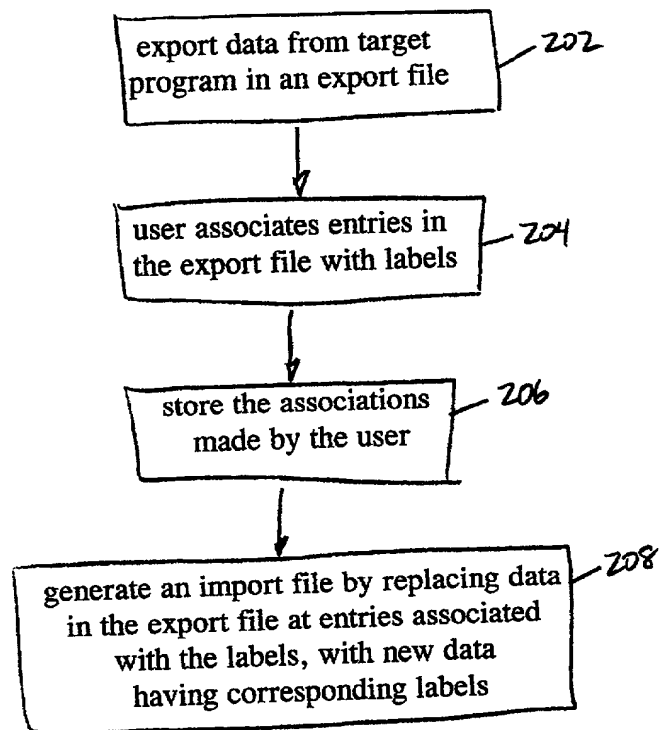 export data from target
program in an export file
202
user associates entries in
the export file with labels
204
store the associations
made by the user
206
generate an import file by replacing data
in the export file at entries associated
with the labels, with new data
having corresponding labels
208